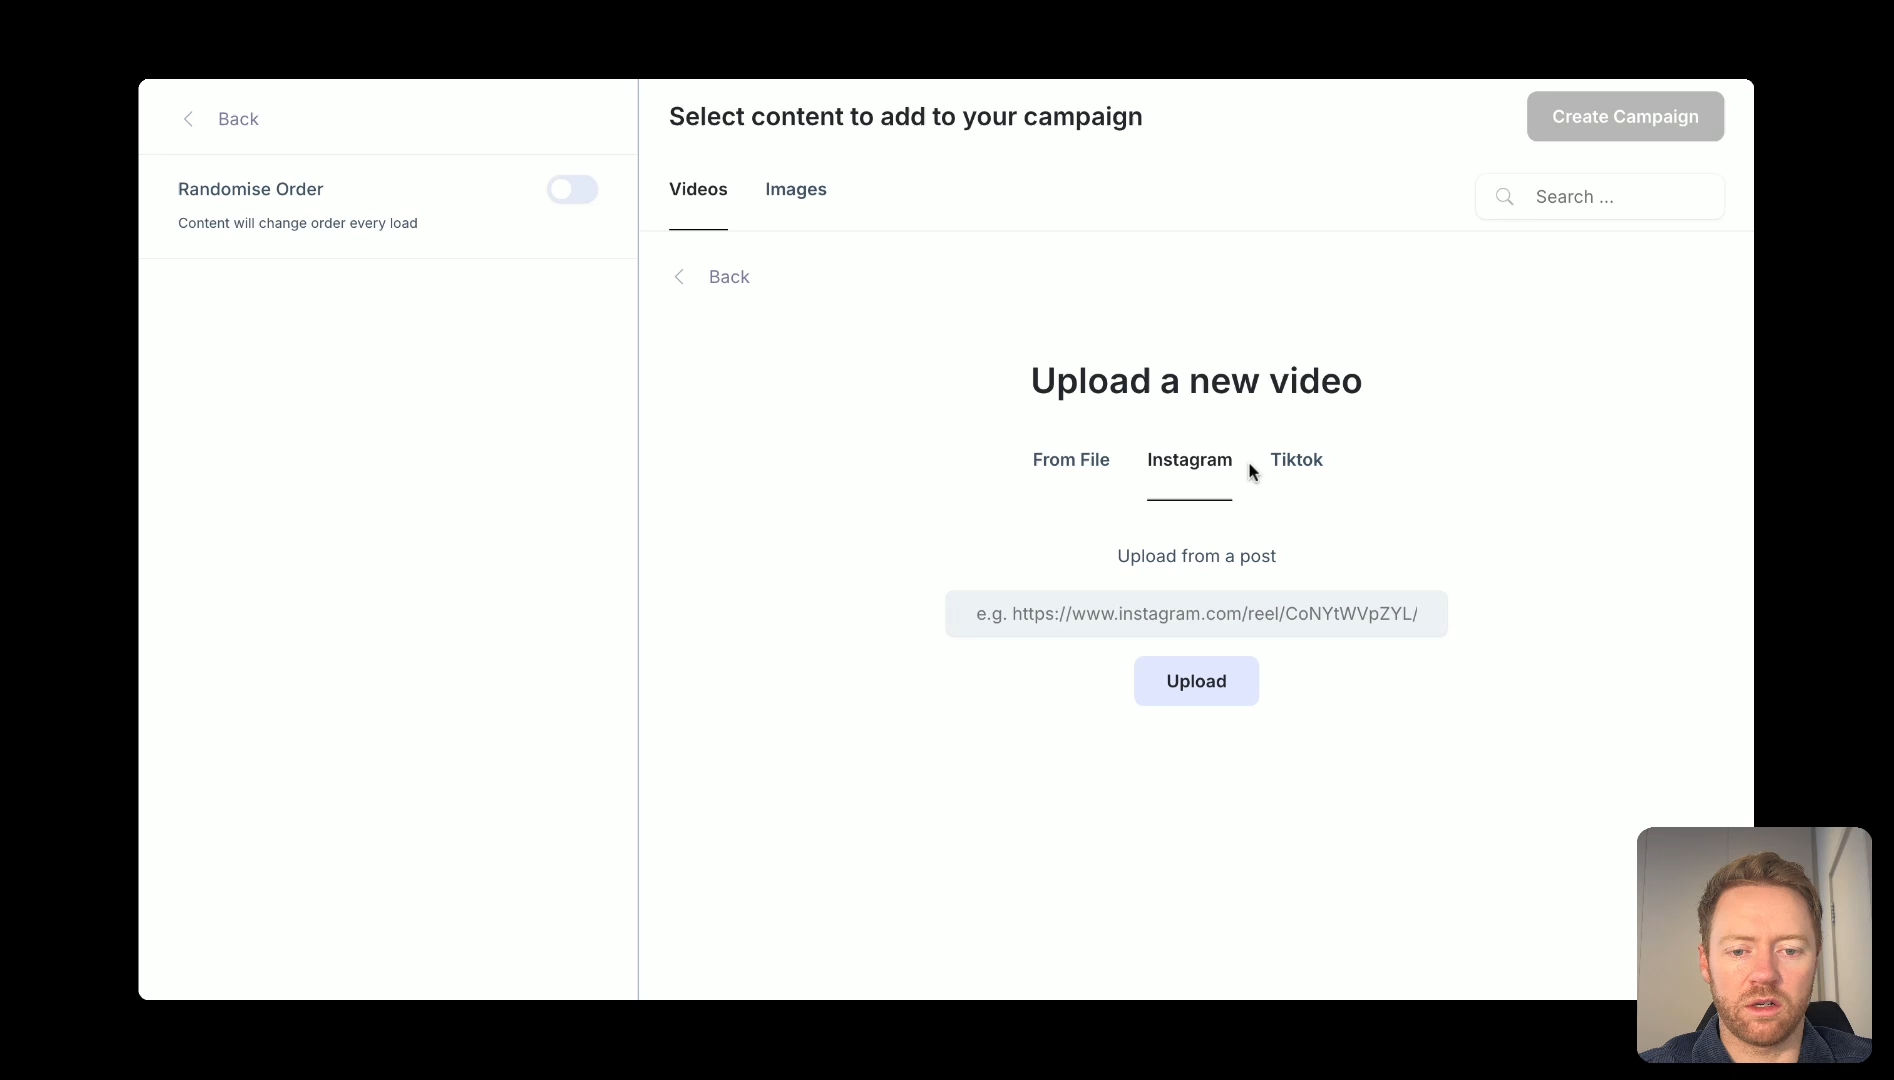 Back
Randomise Order
Content will change order every load
Select content to add to your campaign
Create Campaign
Videos
Images
Search ...
Back
Upload a new video
From File
Instagram
Tiktok
Upload from a post
e.g. https://www.instagram.com/reel/CoNYtWVpZYL/
Upload